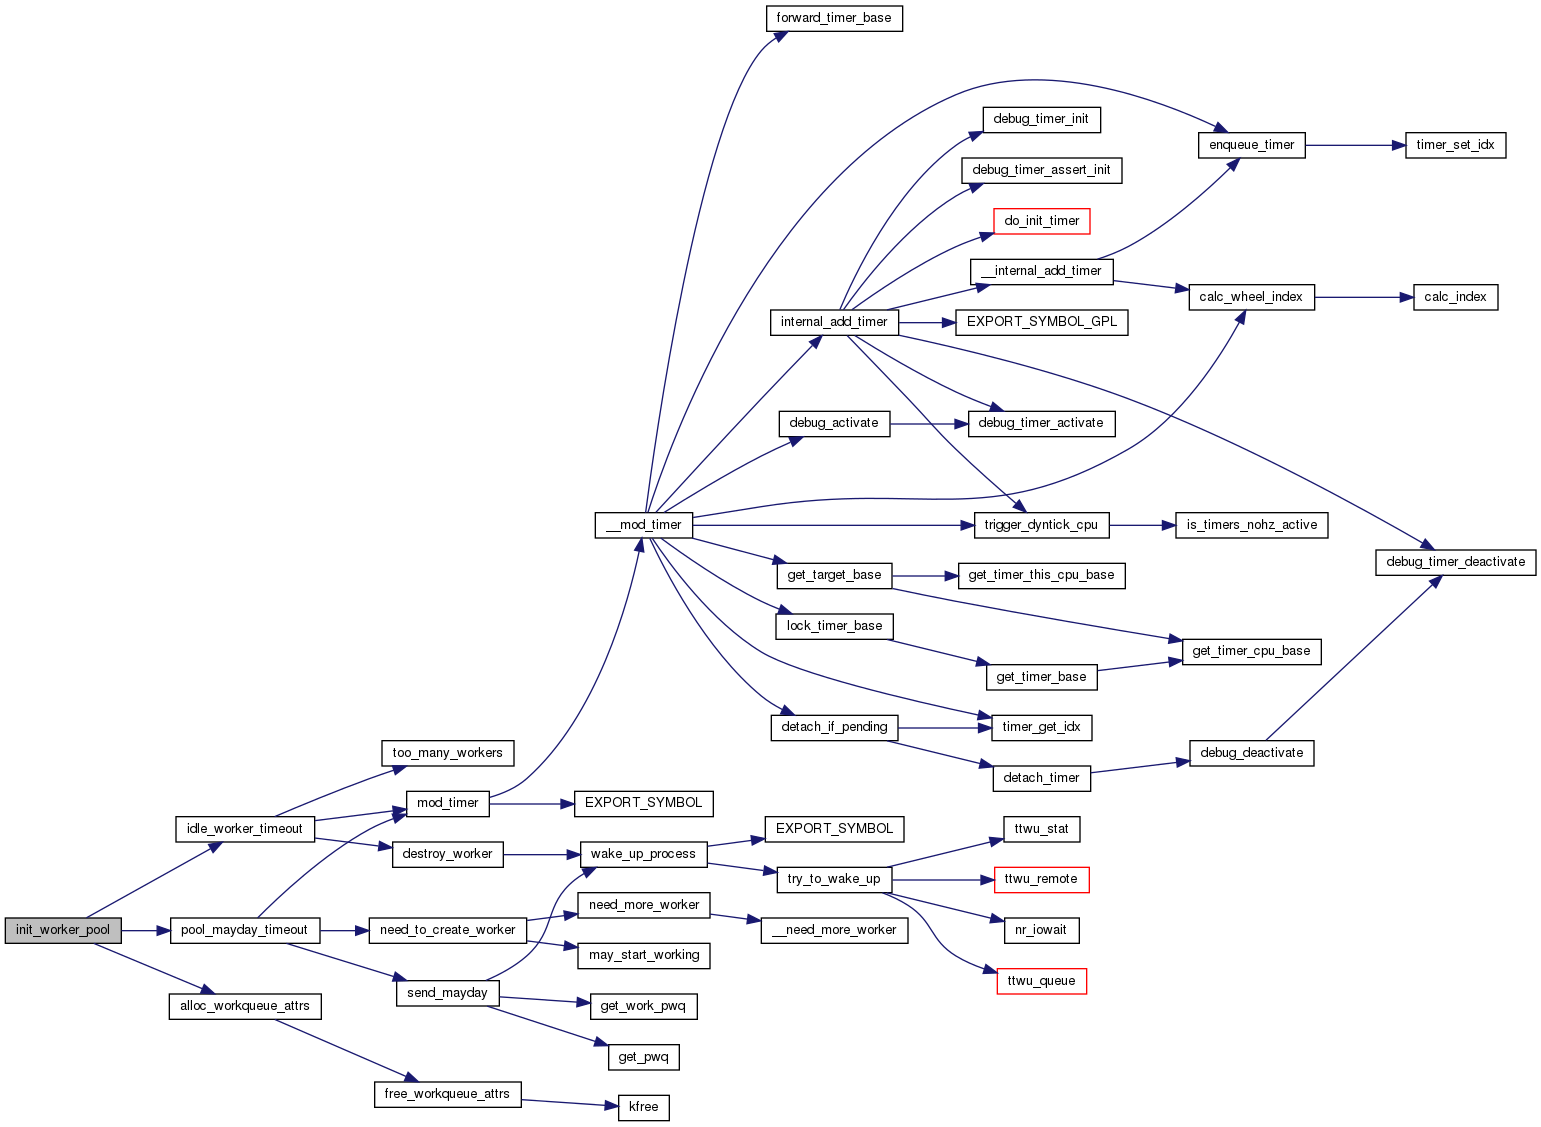 forward_timer_base
debug_timer_init
enqueue_timer
timer_set_idx
debug_timer_assert_init
do_init_timer
__internal_add_timer
calc_wheel_index
calc_index
internal_add_timer
EXPORT_SYMBOL_GPL
debug_activate
debug_timer_activate
__mod_timer
trigger_dyntick_cpu
is_timers_nohz_active
debug_timer_deactivate
get_target_base
get_timer_this_cpu_base
lock_timer_base
get_timer_cpu_base
get_timer_base
detach_if_pending
timer_get_idx
too_many_workers
debug_deactivate
detach_timer
mod_timer
EXPORT_SYMBOL
idle_worker_timeout
EXPORT_SYMBOL
ttwu_stat
destroy_worker
wake_up_process
try_to_wake_up
ttwu_remote
need_more_worker
init_worker_pool
pool_mayday_timeout
need_to_create_worker
__need_more_worker
nr_iowait
may_start_working
ttwu_queue
send_mayday
alloc_workqueue_attrs
get_work_pwq
get_pwq
free_workqueue_attrs
kfree